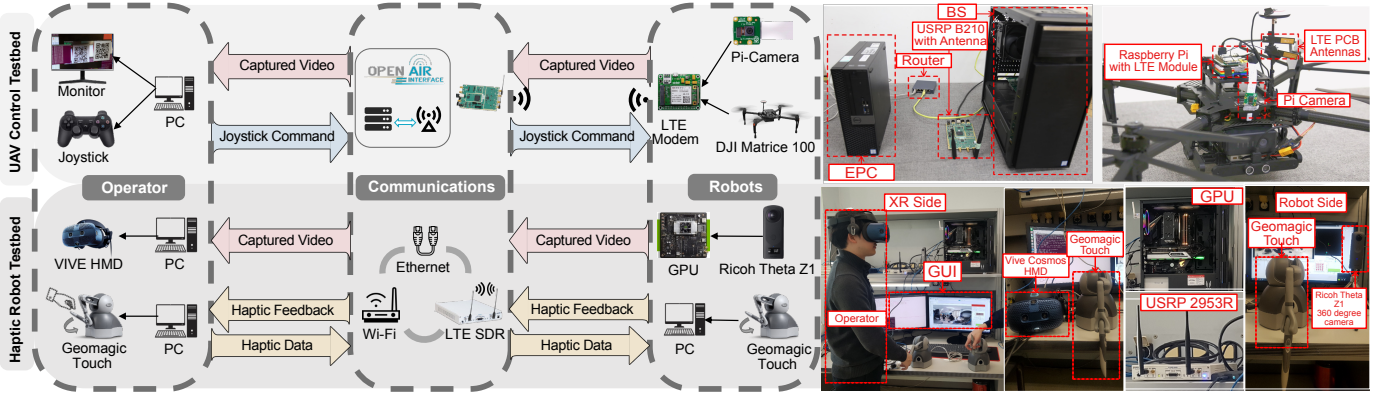 UAV Control Testbed
Monitor
Joystick
PC
Captured Video
Joystick Command
OPEN AIR
INTERFACE
Captured Video
Joystick Command
Pi-Camera
LTE
Modem
DJI Matrice 100
Operator
Communications
Robots
Haptic Robot Testbed
VIVE HMD
PC
Captured Video
Ethernet
Captured Video
GPU
Ricoh Theta Z1
Geomagic
Touch
PC
Haptic Feedback
Haptic Data
Wi-Fi
LTE SDR
Haptic Feedback
Haptic Data
PC
Geomagic
Touch
BS
USRP B210
with Antenna
Router
EPC
Raspberry Pi
with LTE Module
LTE PCB
Antennas
Pi Camera
XR Side
GUI
Operator
Geomagic
Touch
Vive Cosmos
HMD
GPU
USRP 2953R
Robot Side
Geomagic
Touch
Ricoh Theta
Z1
360 degree
camera